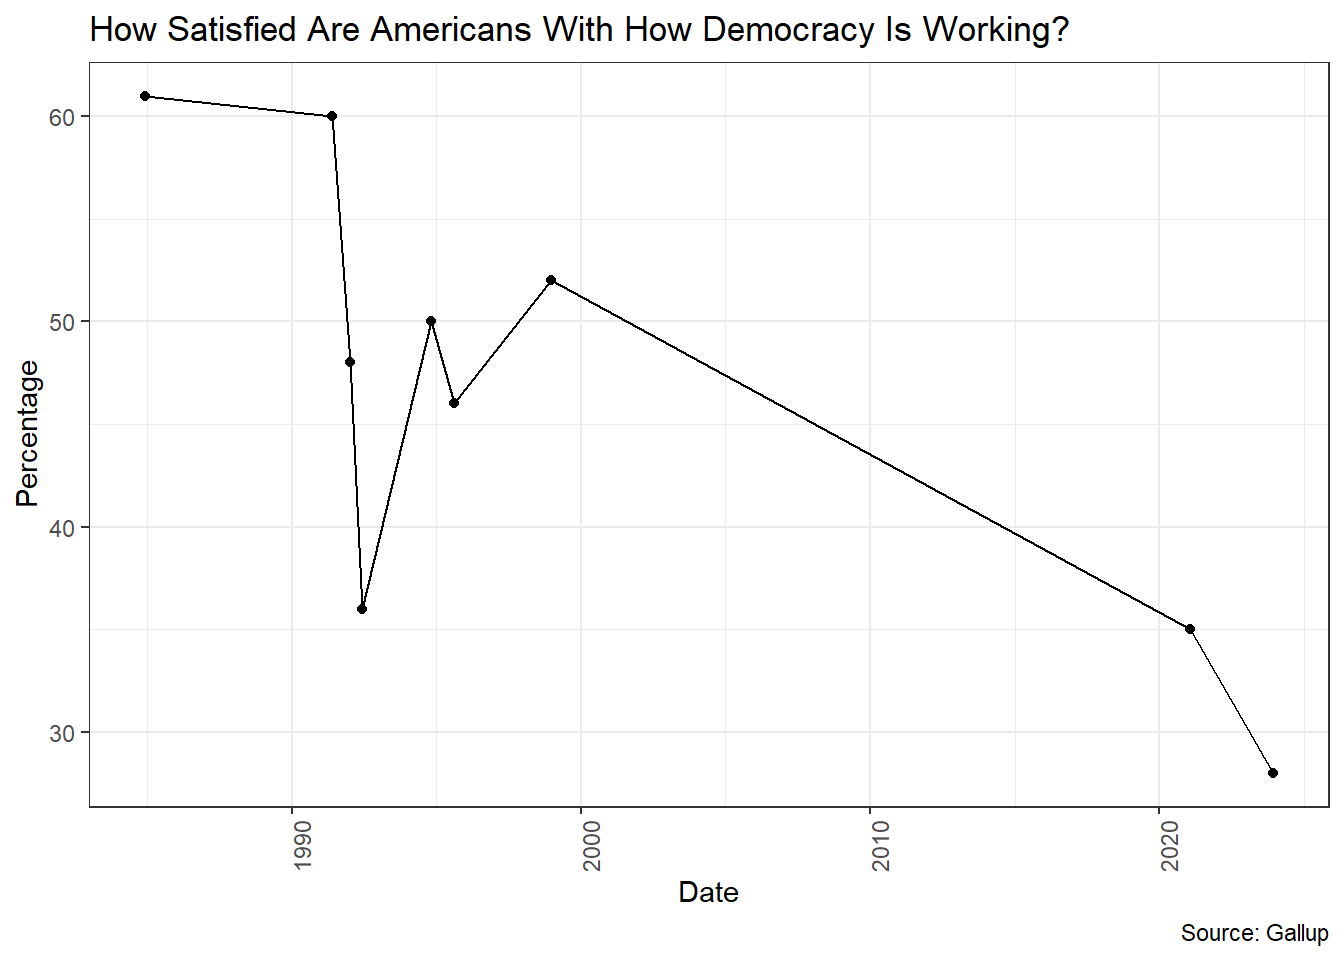 How Satisfied Are Americans With How Democracy Is Working?
60
50
40
30
Percentage
1990
2000
2010
2020
Date
Source: Gallup